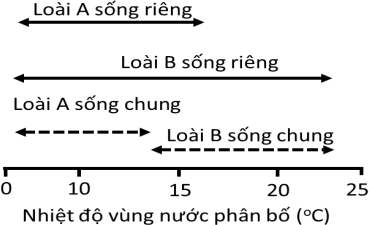 Loài A sống riêng
Loài B sống riêng
Loài A sống chung
Loài B sống chung
0 10 15 20 25
Nhiệt độ vùng nước phân bố (ºC)